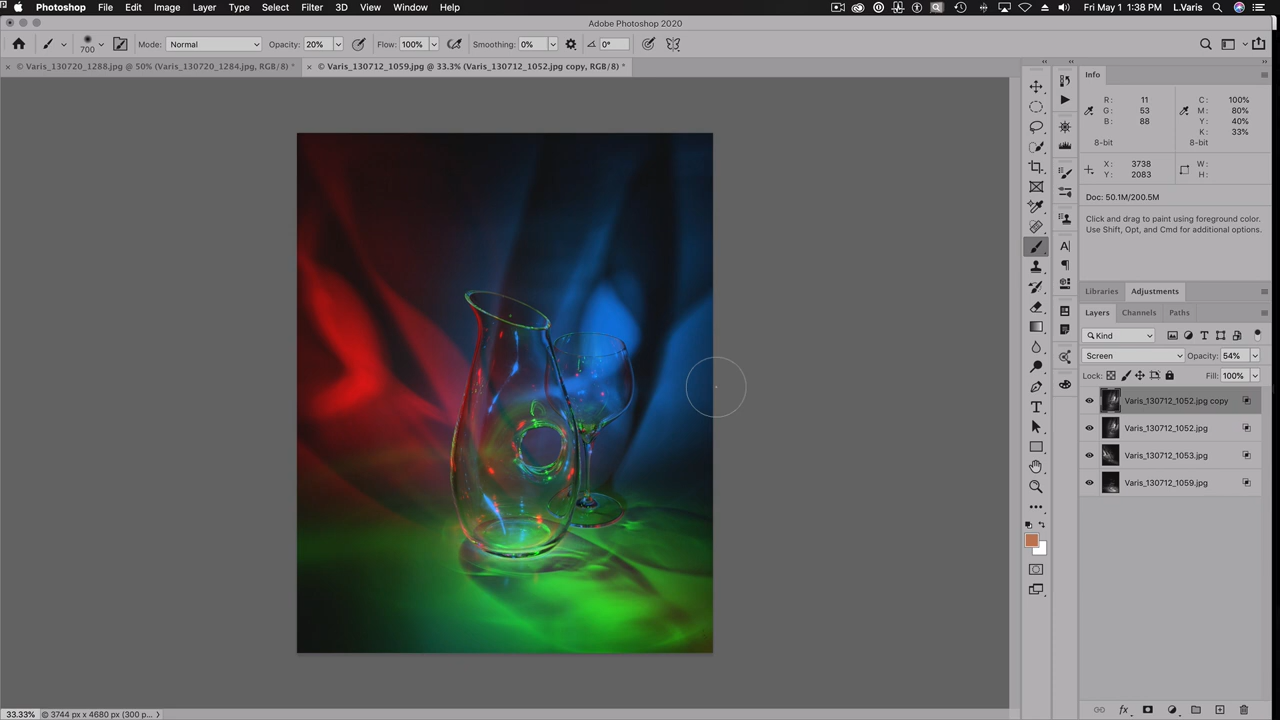 Photoshop File Edit Image Layer Type Select Filter 3D View Window Help Fri May 1 1:38 PM L.Varis
Adobe Photoshop 2020
700 Mode: Normal Opacity: 20% Flow: 100% Smoothing: 0% 0°
× © Varis_130720_1288.jpg @ 50% (Varis_130720_1284.jpg, RGB/8) * × © Varis_130712_1059.jpg @ 33.3% (Varis_130712_1052.jpg copy, RGB/8) *
Info
R: 11 C: 100%
G: 53 M: 80%
B: 88 Y: 40%
K: 33%
8-bit 8-bit
X: 3738 W:
Y: 2083 H:
Doc: 50.1M/200.5M
Click and drag to paint using foreground color.
Use Shift, Opt, and Cmd for additional options.
Libraries Adjustments
Layers Channels Paths
Kind
Screen Opacity: 54%
Lock: Fill: 100%
Varis_130712_1052.jpg copy
Varis_130712_1052.jpg
Varis_130712_1053.jpg
Varis_130712_1059.jpg
fx
33.33% © 3744 px x 4680 px (300 p...